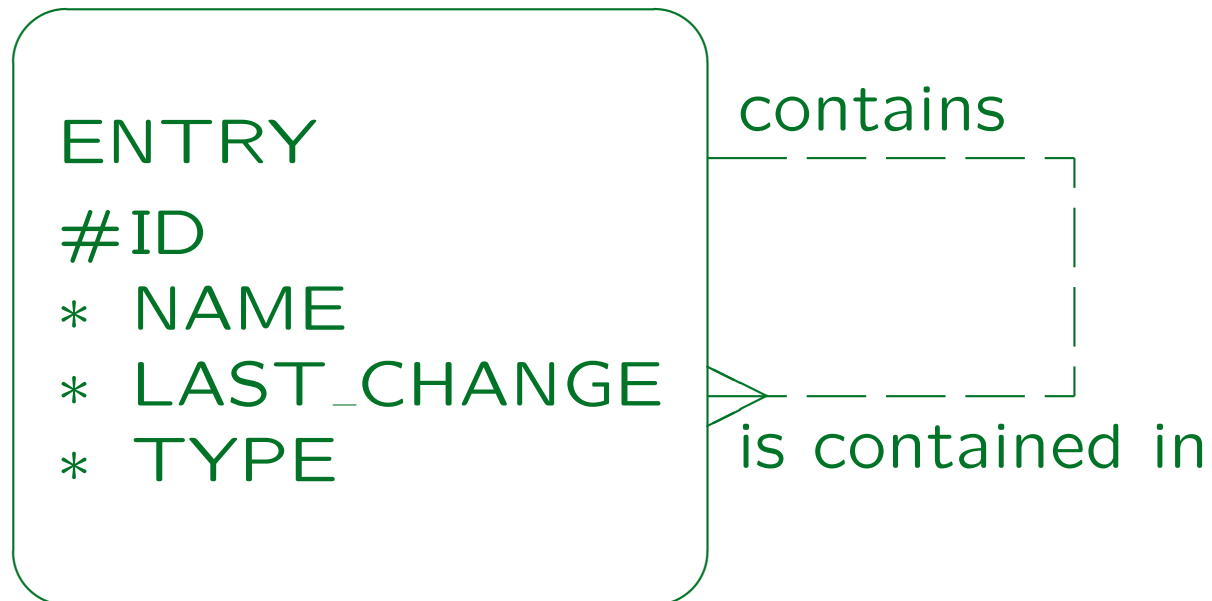 contains
ENTRY
#ID
* NAME
* LAST_CHANGE
* TYPE
is contained in